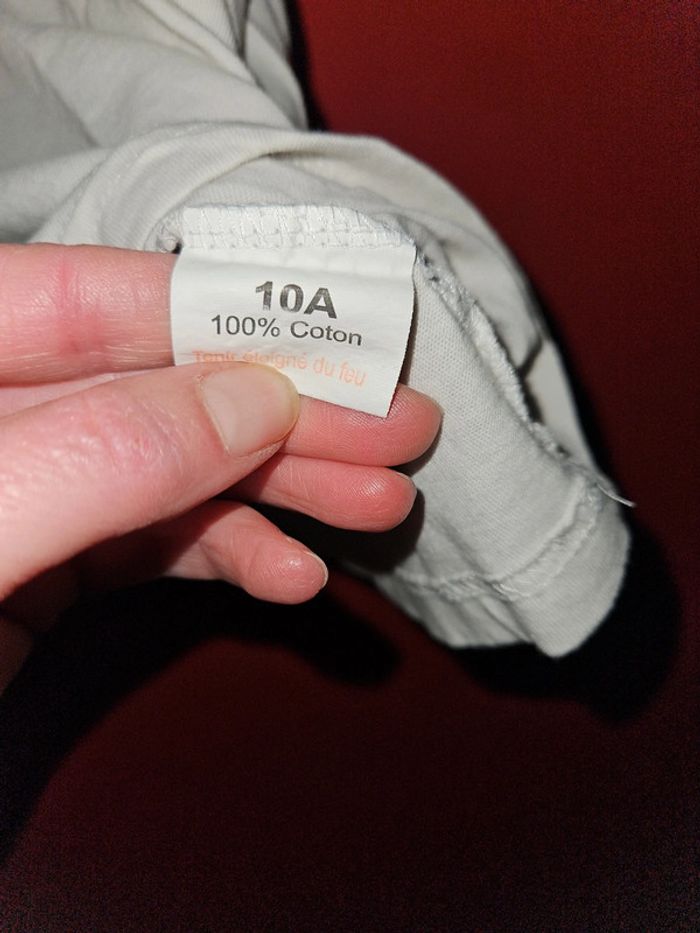 10A
100% Coton
Tenir éloigné du feu